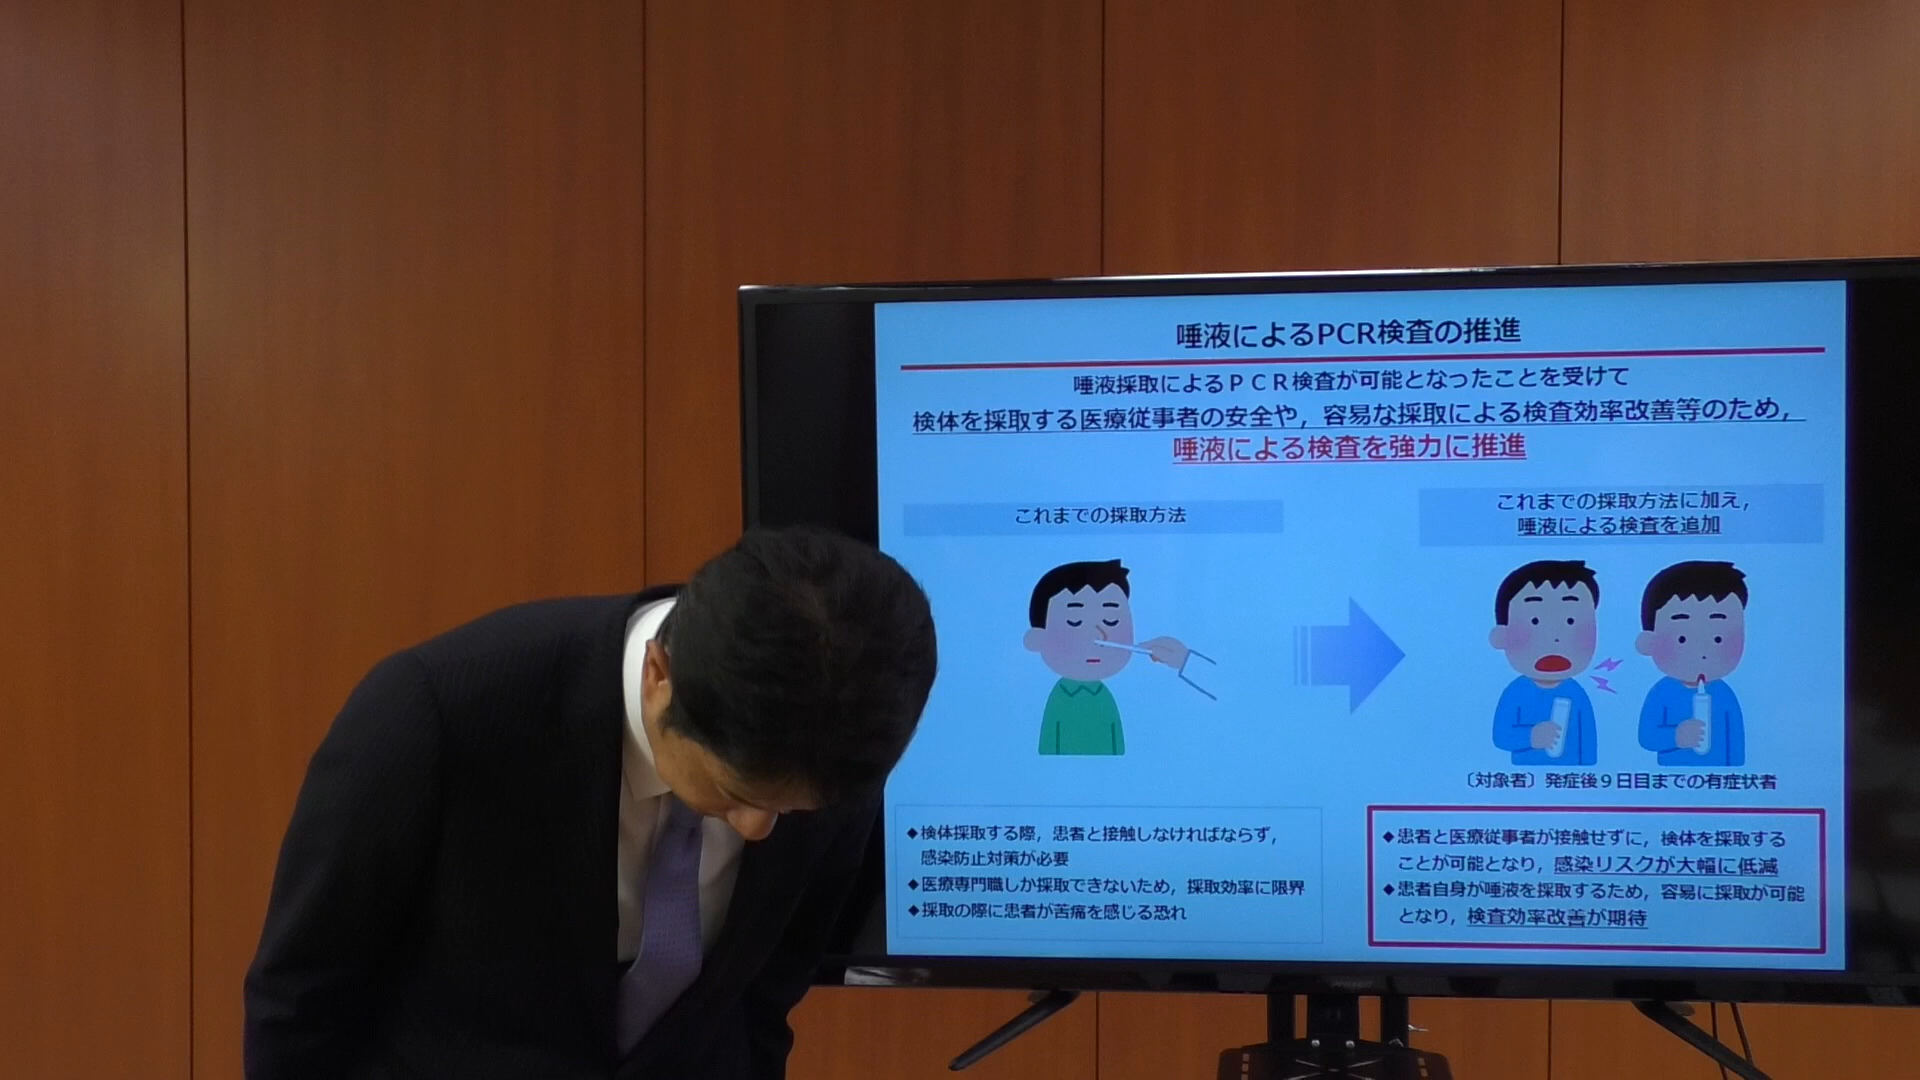 唾液によるPCR検査の推進
唾液採取によるＰＣＲ検査が可能となったことを受けて
検体を採取する医療従事者の安全や，容易な採取による検査効率改善等のため，
唾液による検査を強力に推進
これまでの採取方法
これまでの採取方法に加え，
唾液による検査を追加
〔対象者〕発症後９日目までの有症状者
◆検体採取する際，患者と接触しなければならず，
感染防止対策が必要
◆医療専門職しか採取できないため，採取効率に限界
◆採取の際に患者が苦痛を感じる恐れ
◆患者と医療従事者が接触せずに，検体を採取する
ことが可能となり，感染リスクが大幅に低減
◆患者自身が唾液を採取するため，容易に採取が可能
となり，検査効率改善が期待